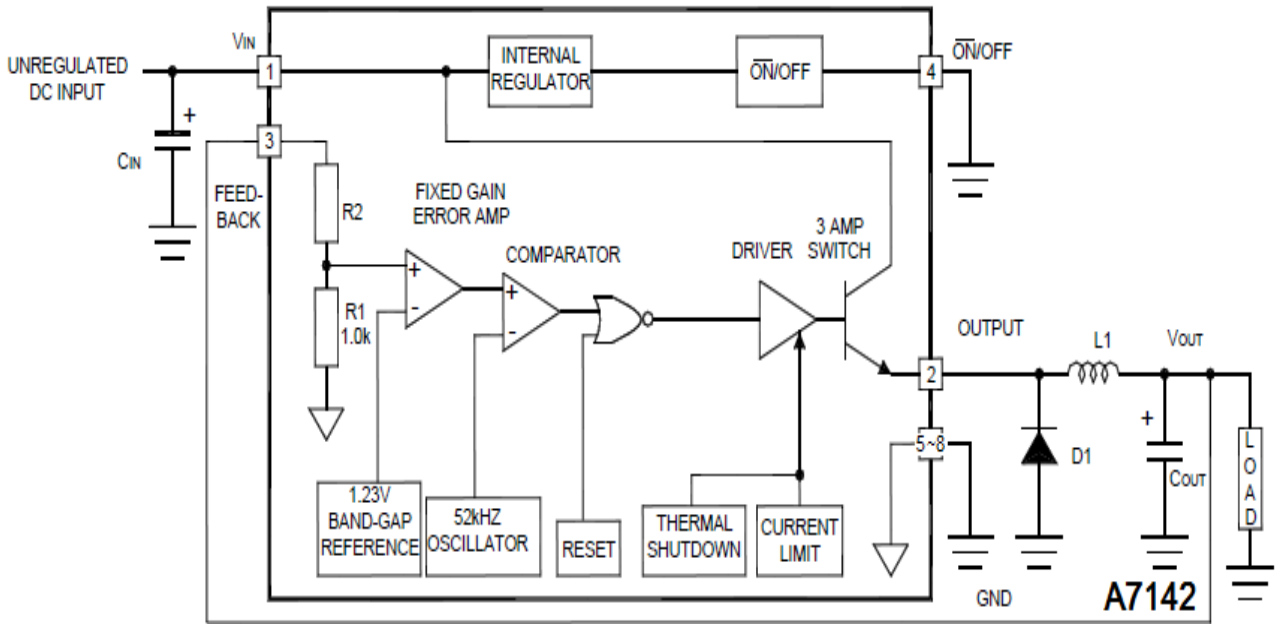 VIN
UNREGULATED
DC INPUT
1
INTERNAL
REGULATOR
ON/OFF
4
ON/OFF
+
CIN
3
FEED-
BACK
R2
FIXED GAIN
ERROR AMP
R1
1.0k
+
-
COMPARATOR
+
-
DRIVER
3 AMP
SWITCH
OUTPUT
2
L1
VOUT
5~8
D1
+
COUT
LOAD
1.23V
BAND-GAP
REFERENCE
52kHZ
OSCILLATOR
RESET
THERMAL
SHUTDOWN
CURRENT
LIMIT
GND
A7142